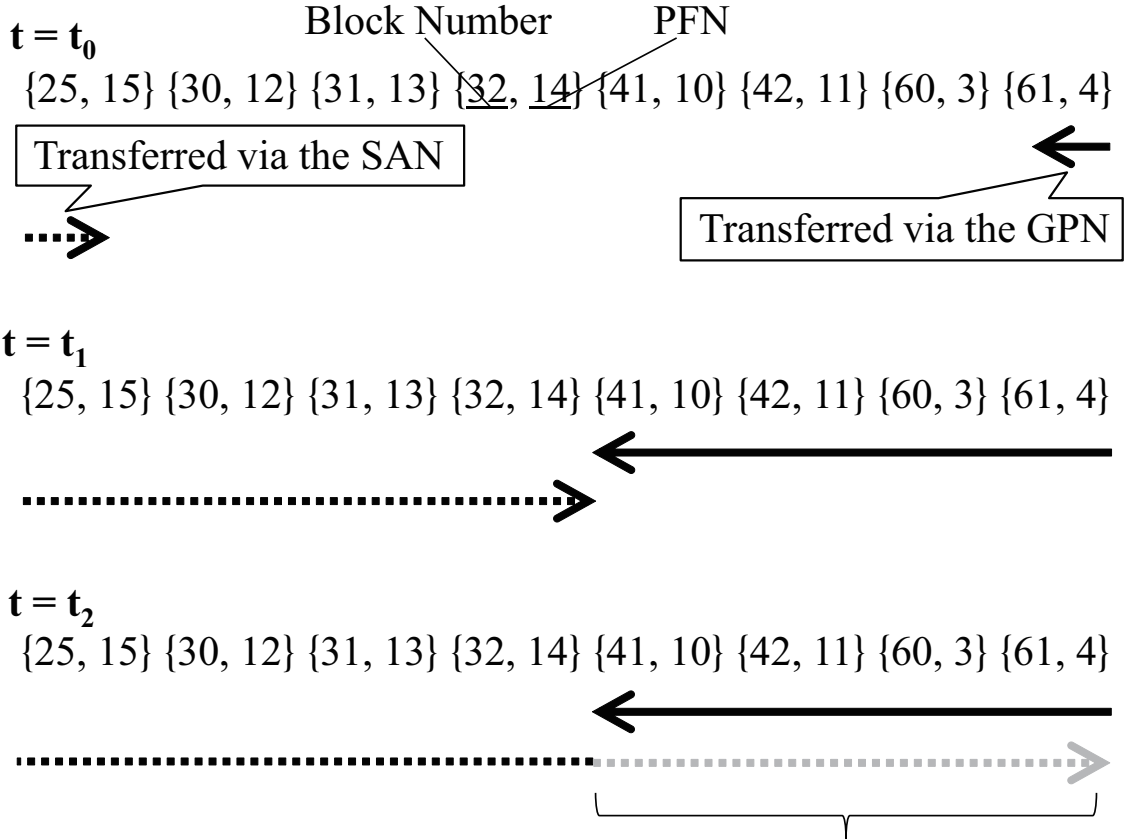 Block Number PFN
t = t0
{25, 15} {30, 12} {31, 13} {32, 14} {41, 10} {42, 11} {60, 3} {61, 4}
Transferred via the SAN
Transferred via the GPN
t = t1
{25, 15} {30, 12} {31, 13} {32, 14} {41, 10} {42, 11} {60, 3} {61, 4}
t = t2
{25, 15} {30, 12} {31, 13} {32, 14} {41, 10} {42, 11} {60, 3} {61, 4}